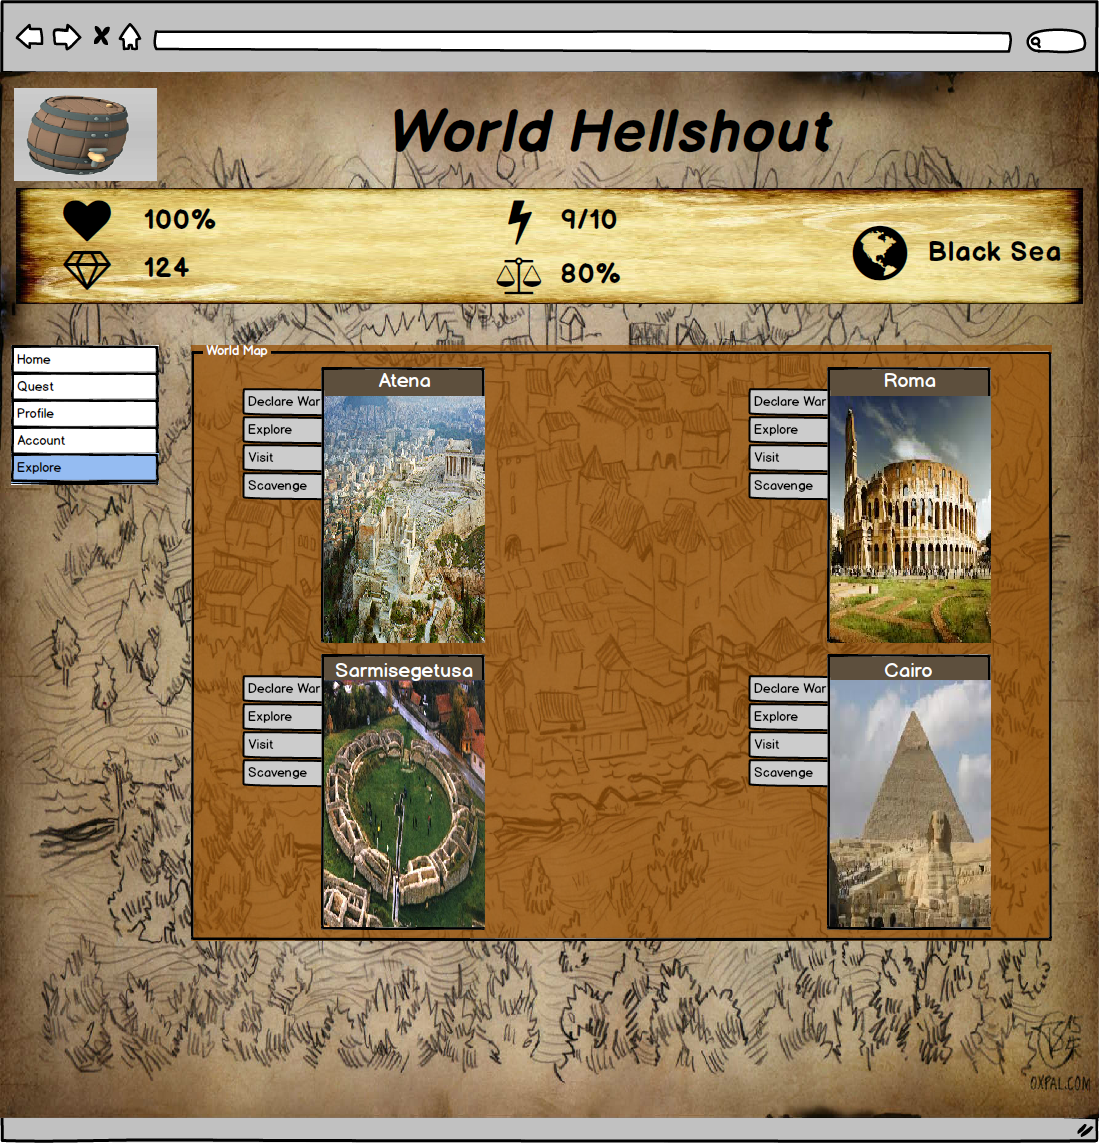 World Hellshout
100%
9/10
124
80%
Black Sea
Home
Quest
Profile
Account
Explore
World Map
Atena
Declare War
Explore
Visit
Scavenge
Roma
Declare War
Explore
Visit
Scavenge
Sarmisegetusa
Declare War
Explore
Visit
Scavenge
Cairo
Declare War
Explore
Visit
Scavenge
OXPAL.COM